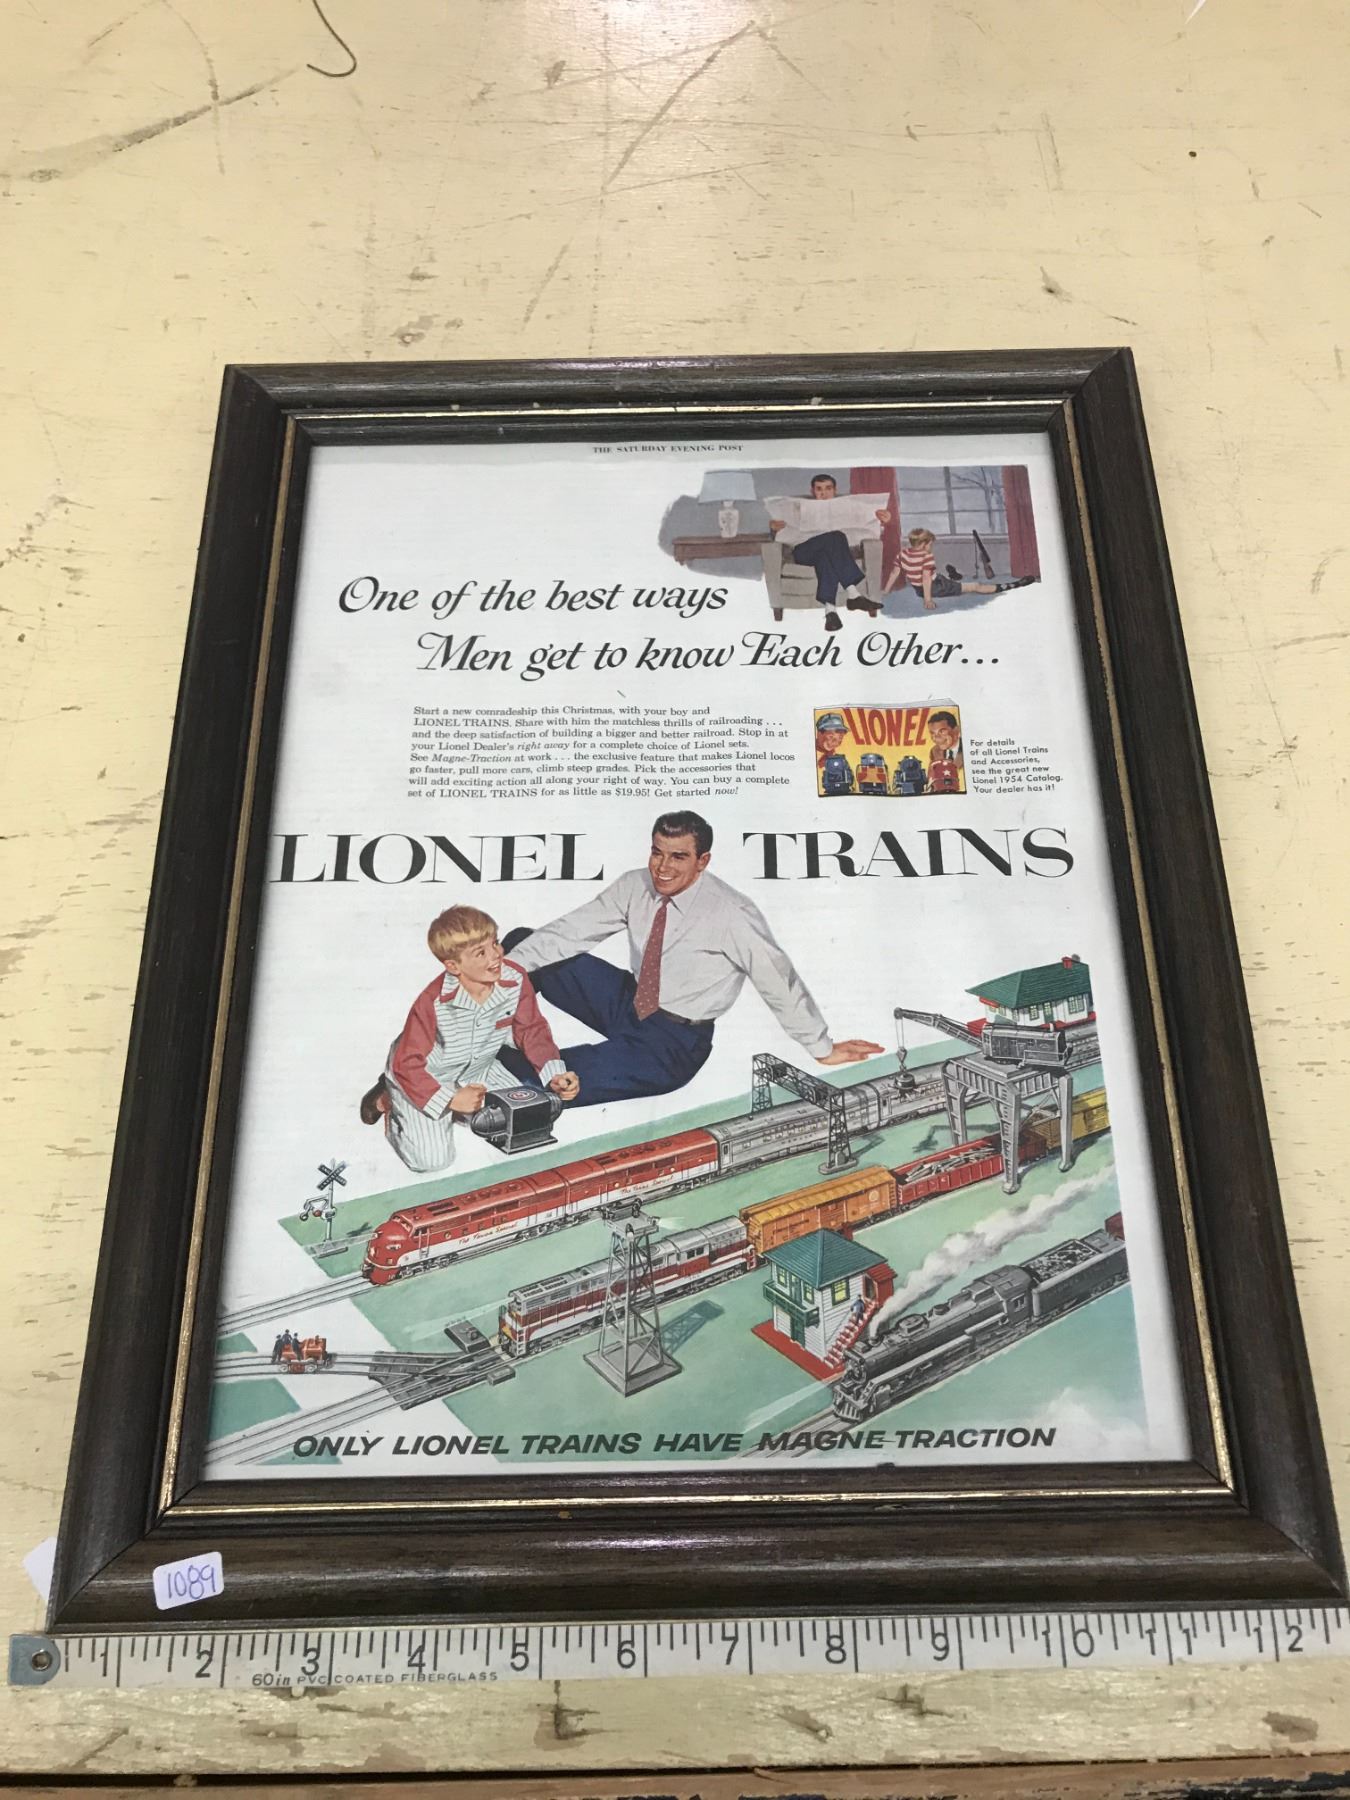 THE SATURDAY EVENING POST
One of the best ways
Men get to know Each Other...
Start a new comradeship this Christmas, with your boy and
LIONEL TRAINS. Share with him the matchless thrills of railroading . . .
and the deep satisfaction of building a bigger and better railroad. Stop in at
your Lionel Dealer's right away for a complete choice of Lionel sets.
See Magne-Traction at work . . . the exclusive feature that makes Lionel locos
go faster, pull more cars, climb steep grades. Pick the accessories that
will add exciting action all along your right of way. You can buy a complete
set of LIONEL TRAINS for as little as $19.95! Get started now!
LIONEL
For details
of all Lionel Trains
and Accessories,
see the great new
Lionel 1954 Catalog.
Your dealer has it!
LIONEL TRAINS
The Texas Special
The Texas Special
ONLY LIONEL TRAINS HAVE MAGNE-TRACTION
1089
1 2 3 4 5 6 7 8 9 10 11 12
60in PVC COATED FIBERGLASS